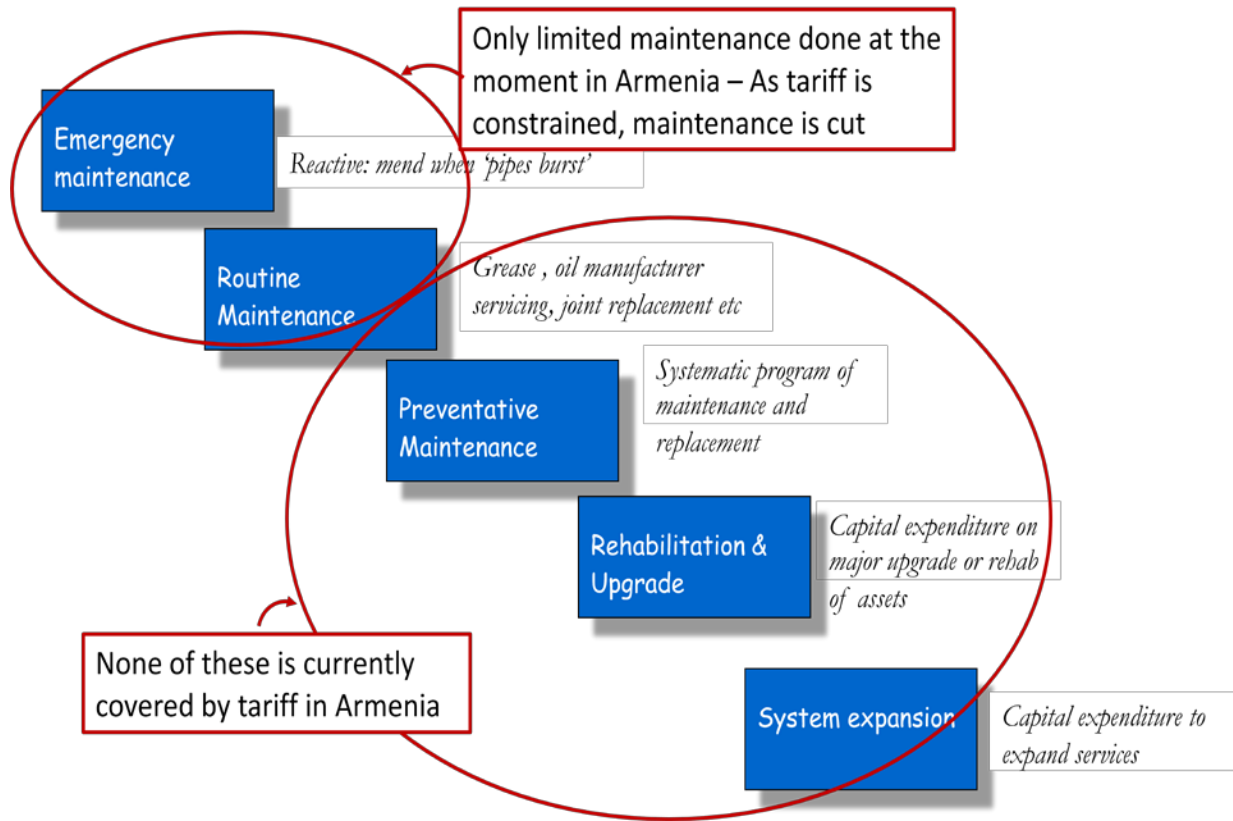 Only limited maintenance done at the
moment in Armenia – As tariff is
constrained, maintenance is cut
Emergency
maintenance
Reactive: mend when ‘pipes burst’
Routine
Maintenance
Grease , oil manufacturer
servicing, joint replacement etc
Preventative
Maintenance
Systematic program of
maintenance and
replacement
Rehabilitation &
Upgrade
Capital expenditure on
major upgrade or rehab
of assets
None of these is currently
covered by tariff in Armenia
System expansion
Capital expenditure to
expand services